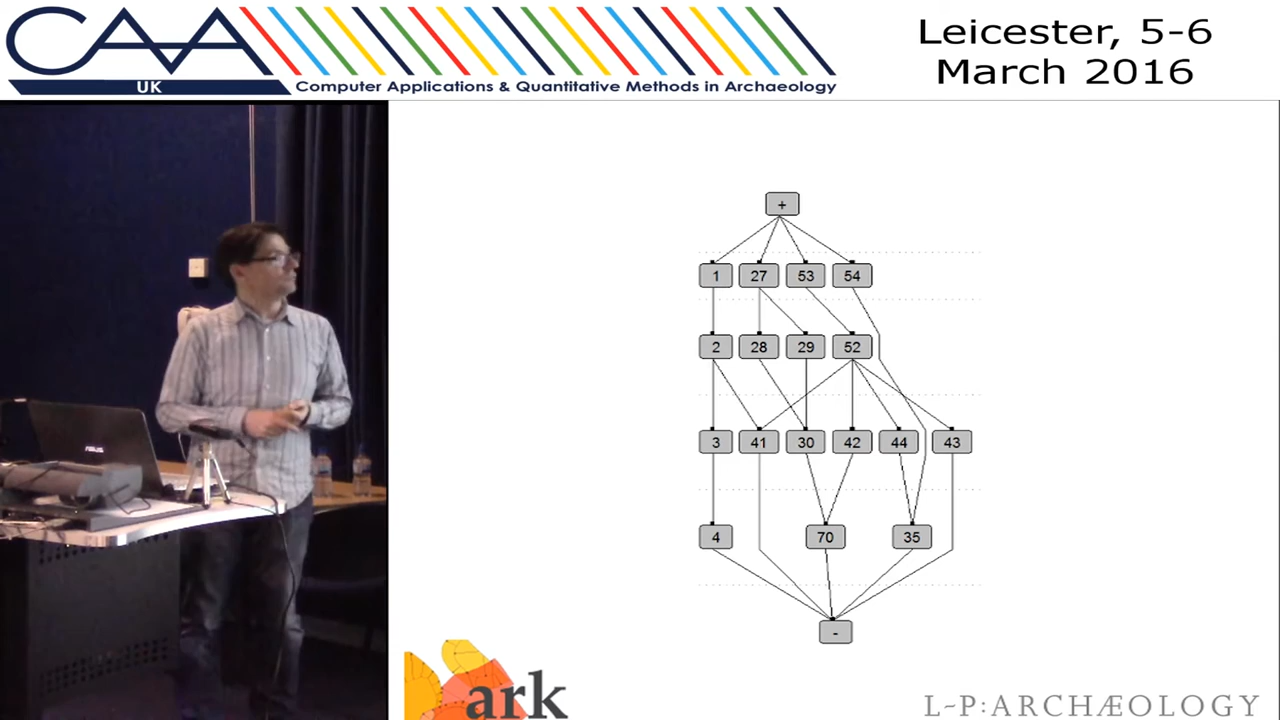 CAA
UK
Computer Applications & Quantitative Methods in Archaeology
Leicester, 5-6
March 2016
+
1 27 53 54
2 28 29 52
3 41 30 42 44 43
4 70 35
-
ASUS
ark
L~P:ARCHÆOLOGY